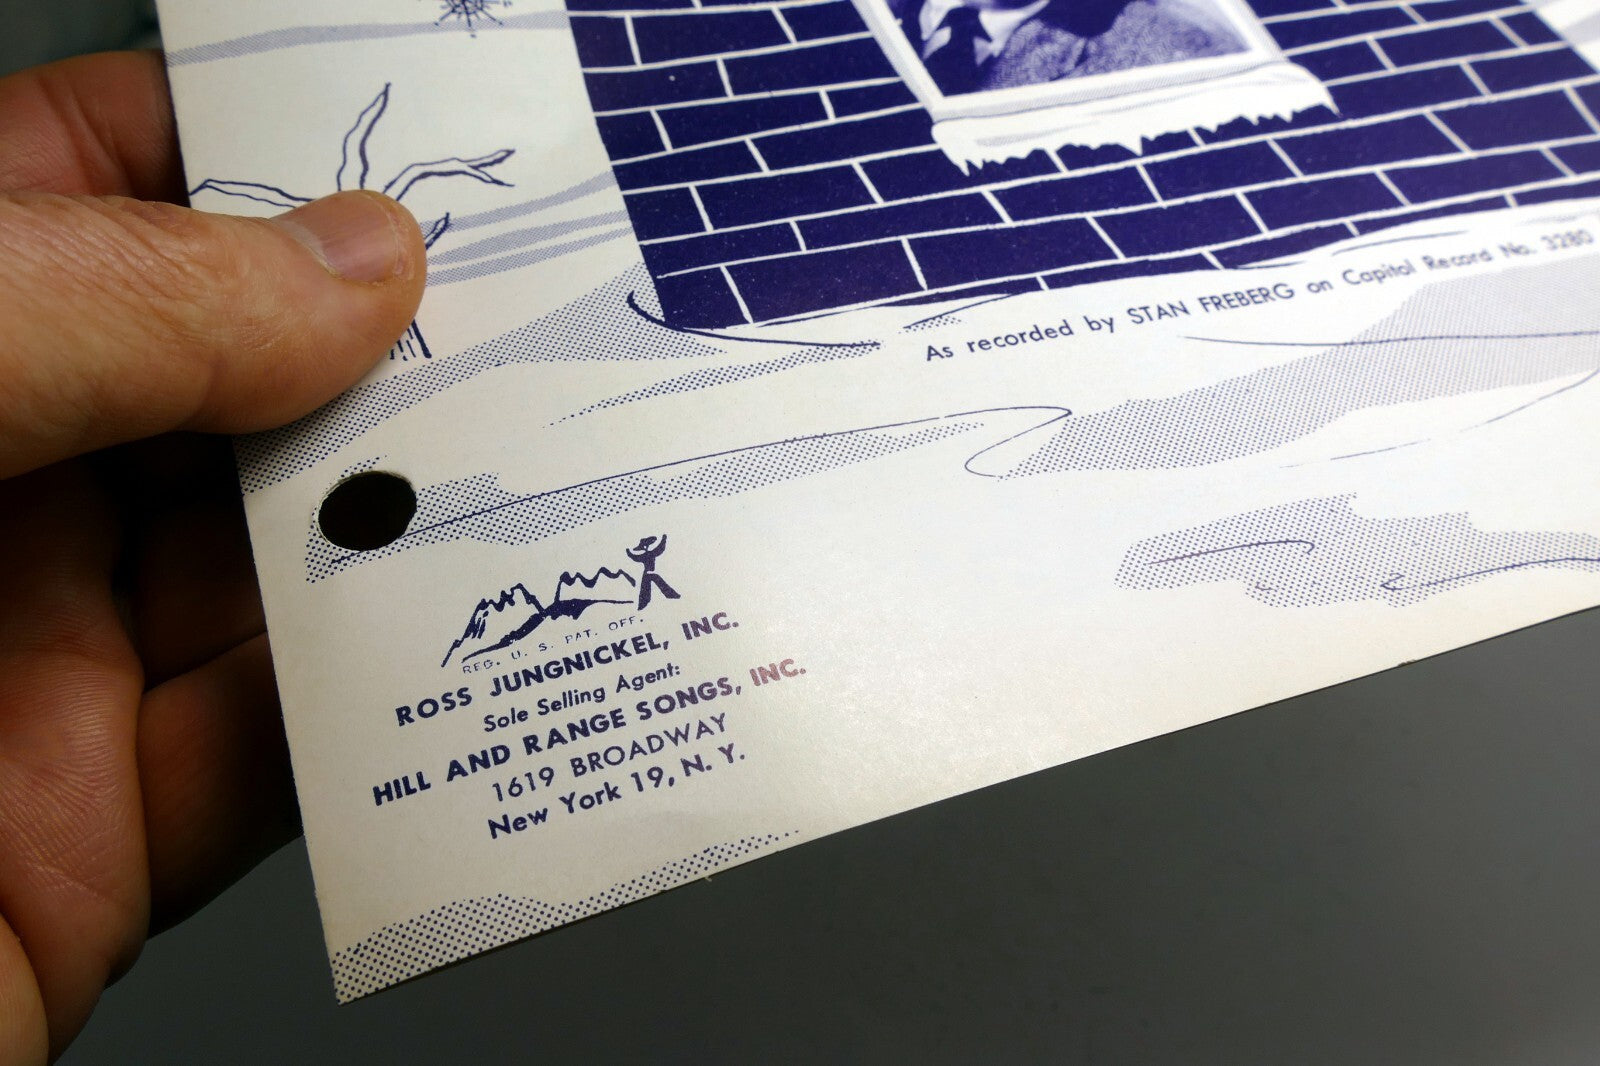 As recorded by STAN FREBERG on Capitol Record No. 3280
REG. U. S. PAT. OFF.
ROSS JUNGNICKEL, INC.
Sole Selling Agent:
HILL AND RANGE SONGS, INC.
1619 BROADWAY
New York 19, N. Y.